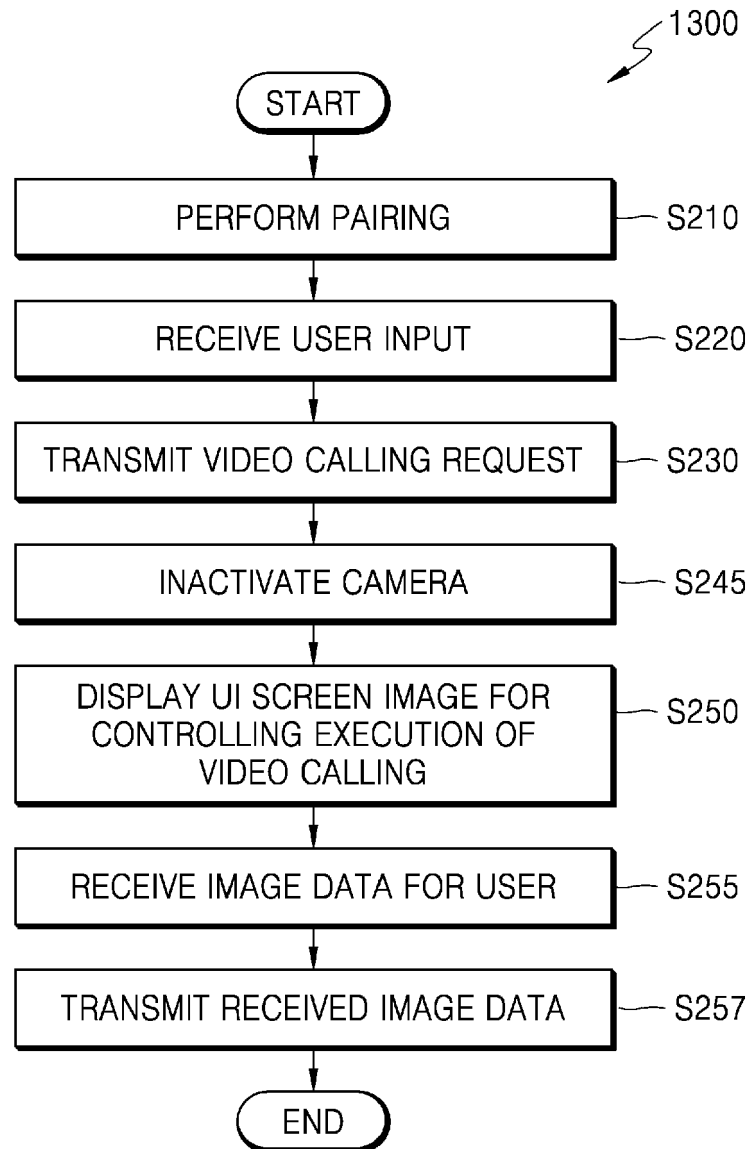 1300
START
PERFORM PAIRING
S210
RECEIVE USER INPUT
S220
TRANSMIT VIDEO CALLING REQUEST
S230
INACTIVATE CAMERA
S245
DISPLAY UI SCREEN IMAGE FOR
CONTROLLING EXECUTION OF
VIDEO CALLING
S250
RECEIVE IMAGE DATA FOR USER
S255
TRANSMIT RECEIVED IMAGE DATA
S257
END